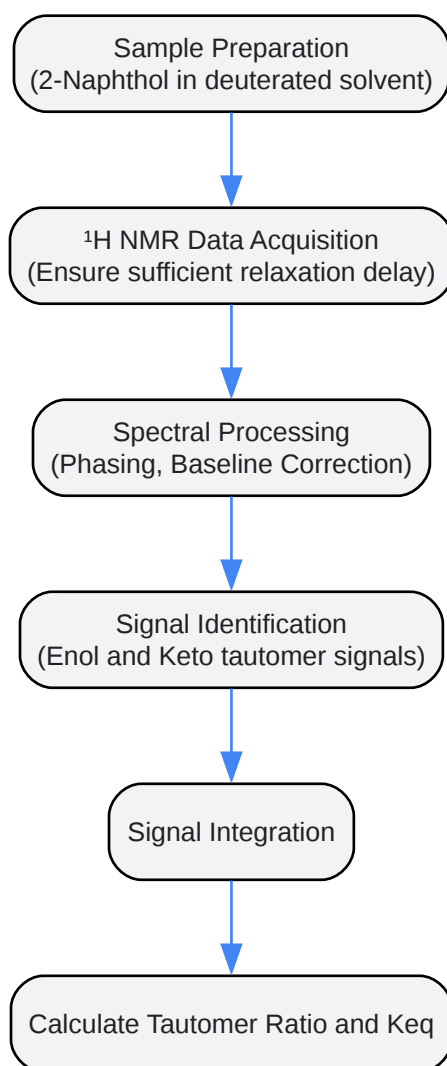 Sample Preparation
(2-Naphthol in deuterated solvent)
¹H NMR Data Acquisition
(Ensure sufficient relaxation delay)
Spectral Processing
(Phasing, Baseline Correction)
Signal Identification
(Enol and Keto tautomer signals)
Signal Integration
Calculate Tautomer Ratio and Keq